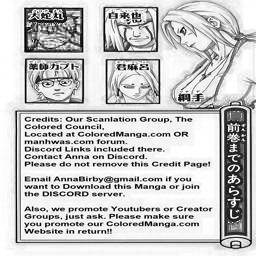 大蛇丸
自来也
薬師カブト
君麻呂
綱手
前巻までのあらすじ
Credits: Our Scanlation Group, The
Colored Council,
Located at ColoredManga.com OR
manhwas.com forum.
Discord Links included there.
Contact Anna on Discord.
Please do not remove this Credit Page!
Email AnnaBirby@gmail.com if you
want to Download this Manga or join
the DISCORD server.
Also, we promote Youtubers or Creator
Groups, just ask. Please make sure
you promote our ColoredManga.com
Website in return!!